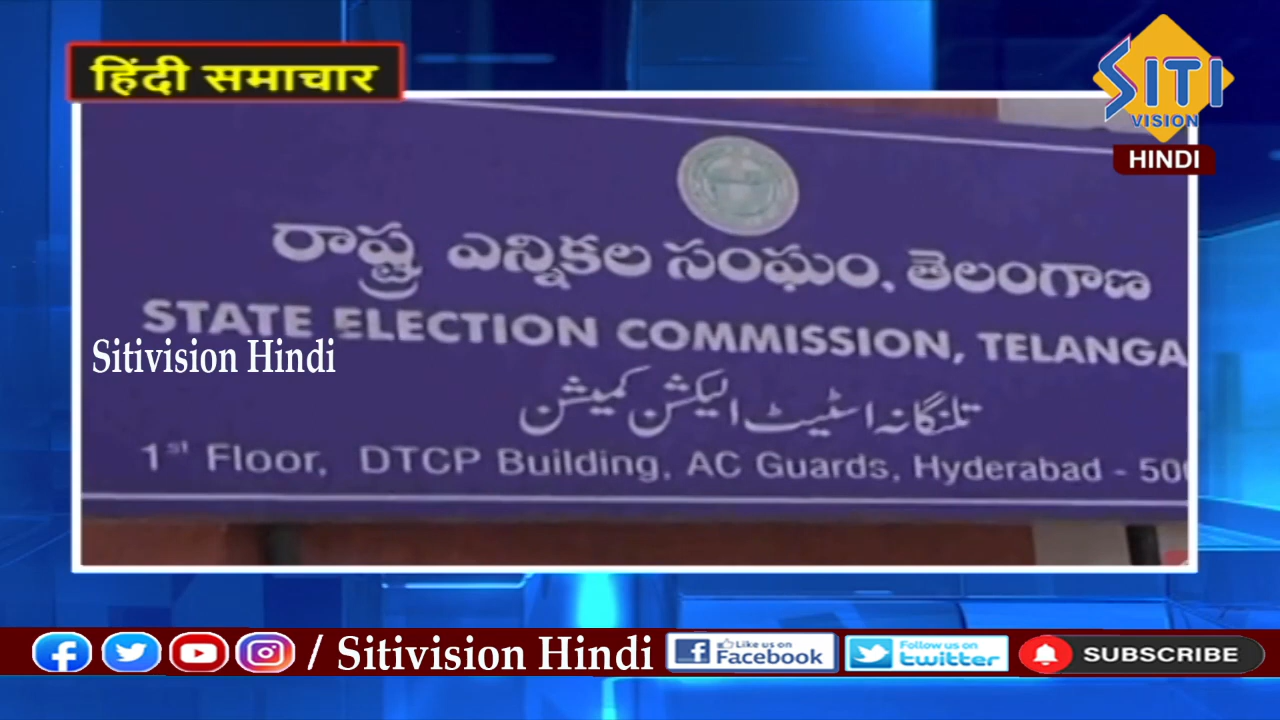 हिंदी समाचार
SITI
VISION
HINDI
రాష్ట్ర ఎన్నికల సంఘం, తెలంగాణ
STATE ELECTION COMMISSION, TELANGA
Sitivision Hindi
تلنگانہ اسٹیٹ الیکشن کمیشن
1st Floor, DTCP Building, AC Guards, Hyderabad - 500
/ Sitivision Hindi
Like us on
Facebook
Follow us on
twitter
SUBSCRIBE